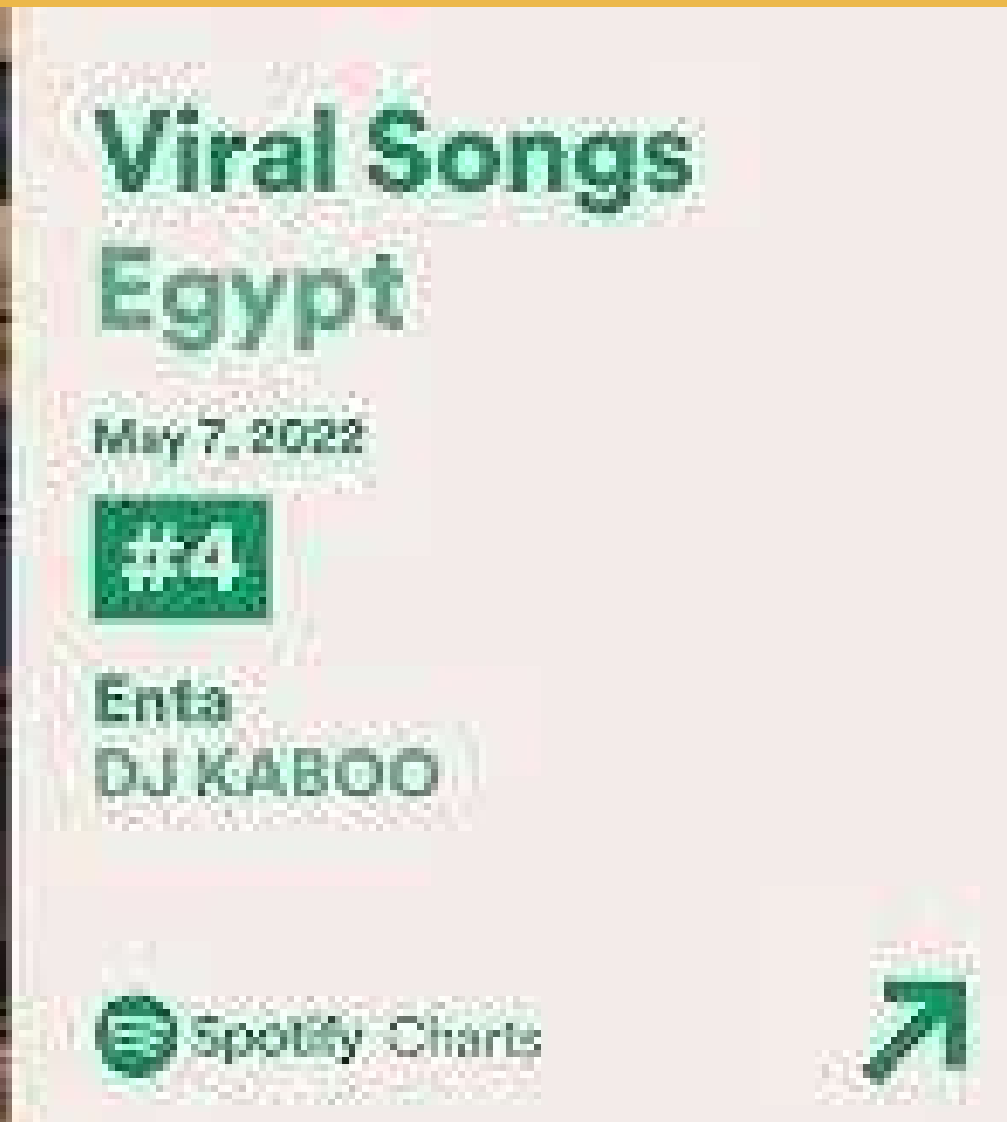 Viral Songs
Egypt
May 7, 2022
#4
Enta
DJ KABOO
Spotify Charts